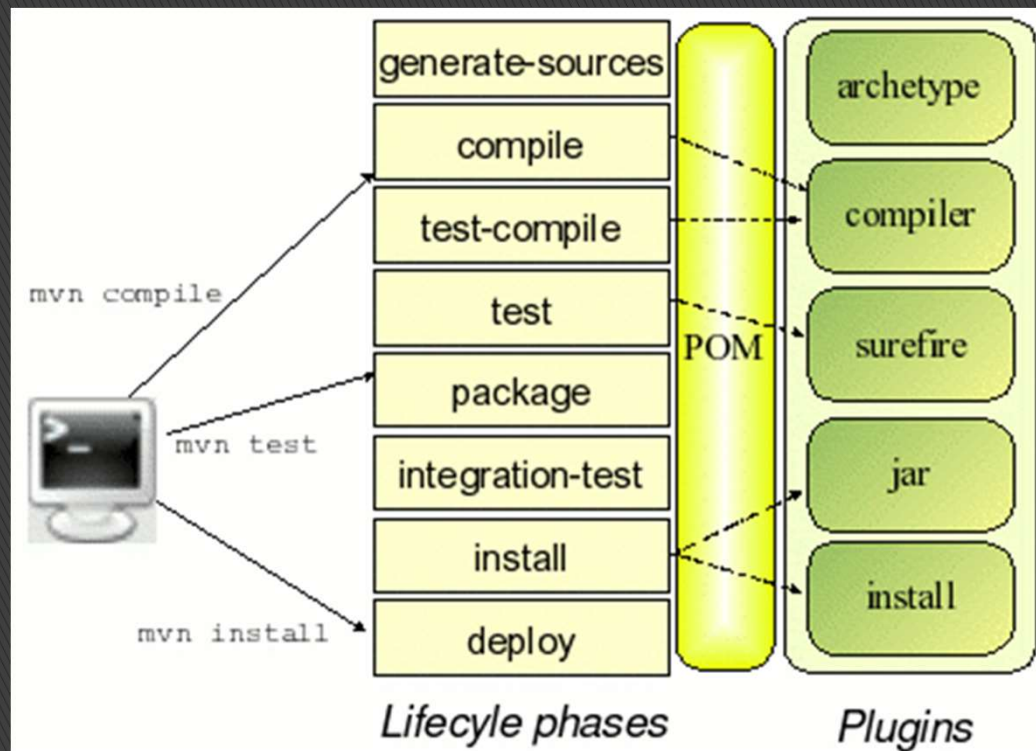 generate-sources
compile
test-compile
test
package
integration-test
install
deploy
mvn compile
mvn test
mvn install
>_
POM
archetype
compiler
surefire
jar
install
Lifecyle phases
Plugins